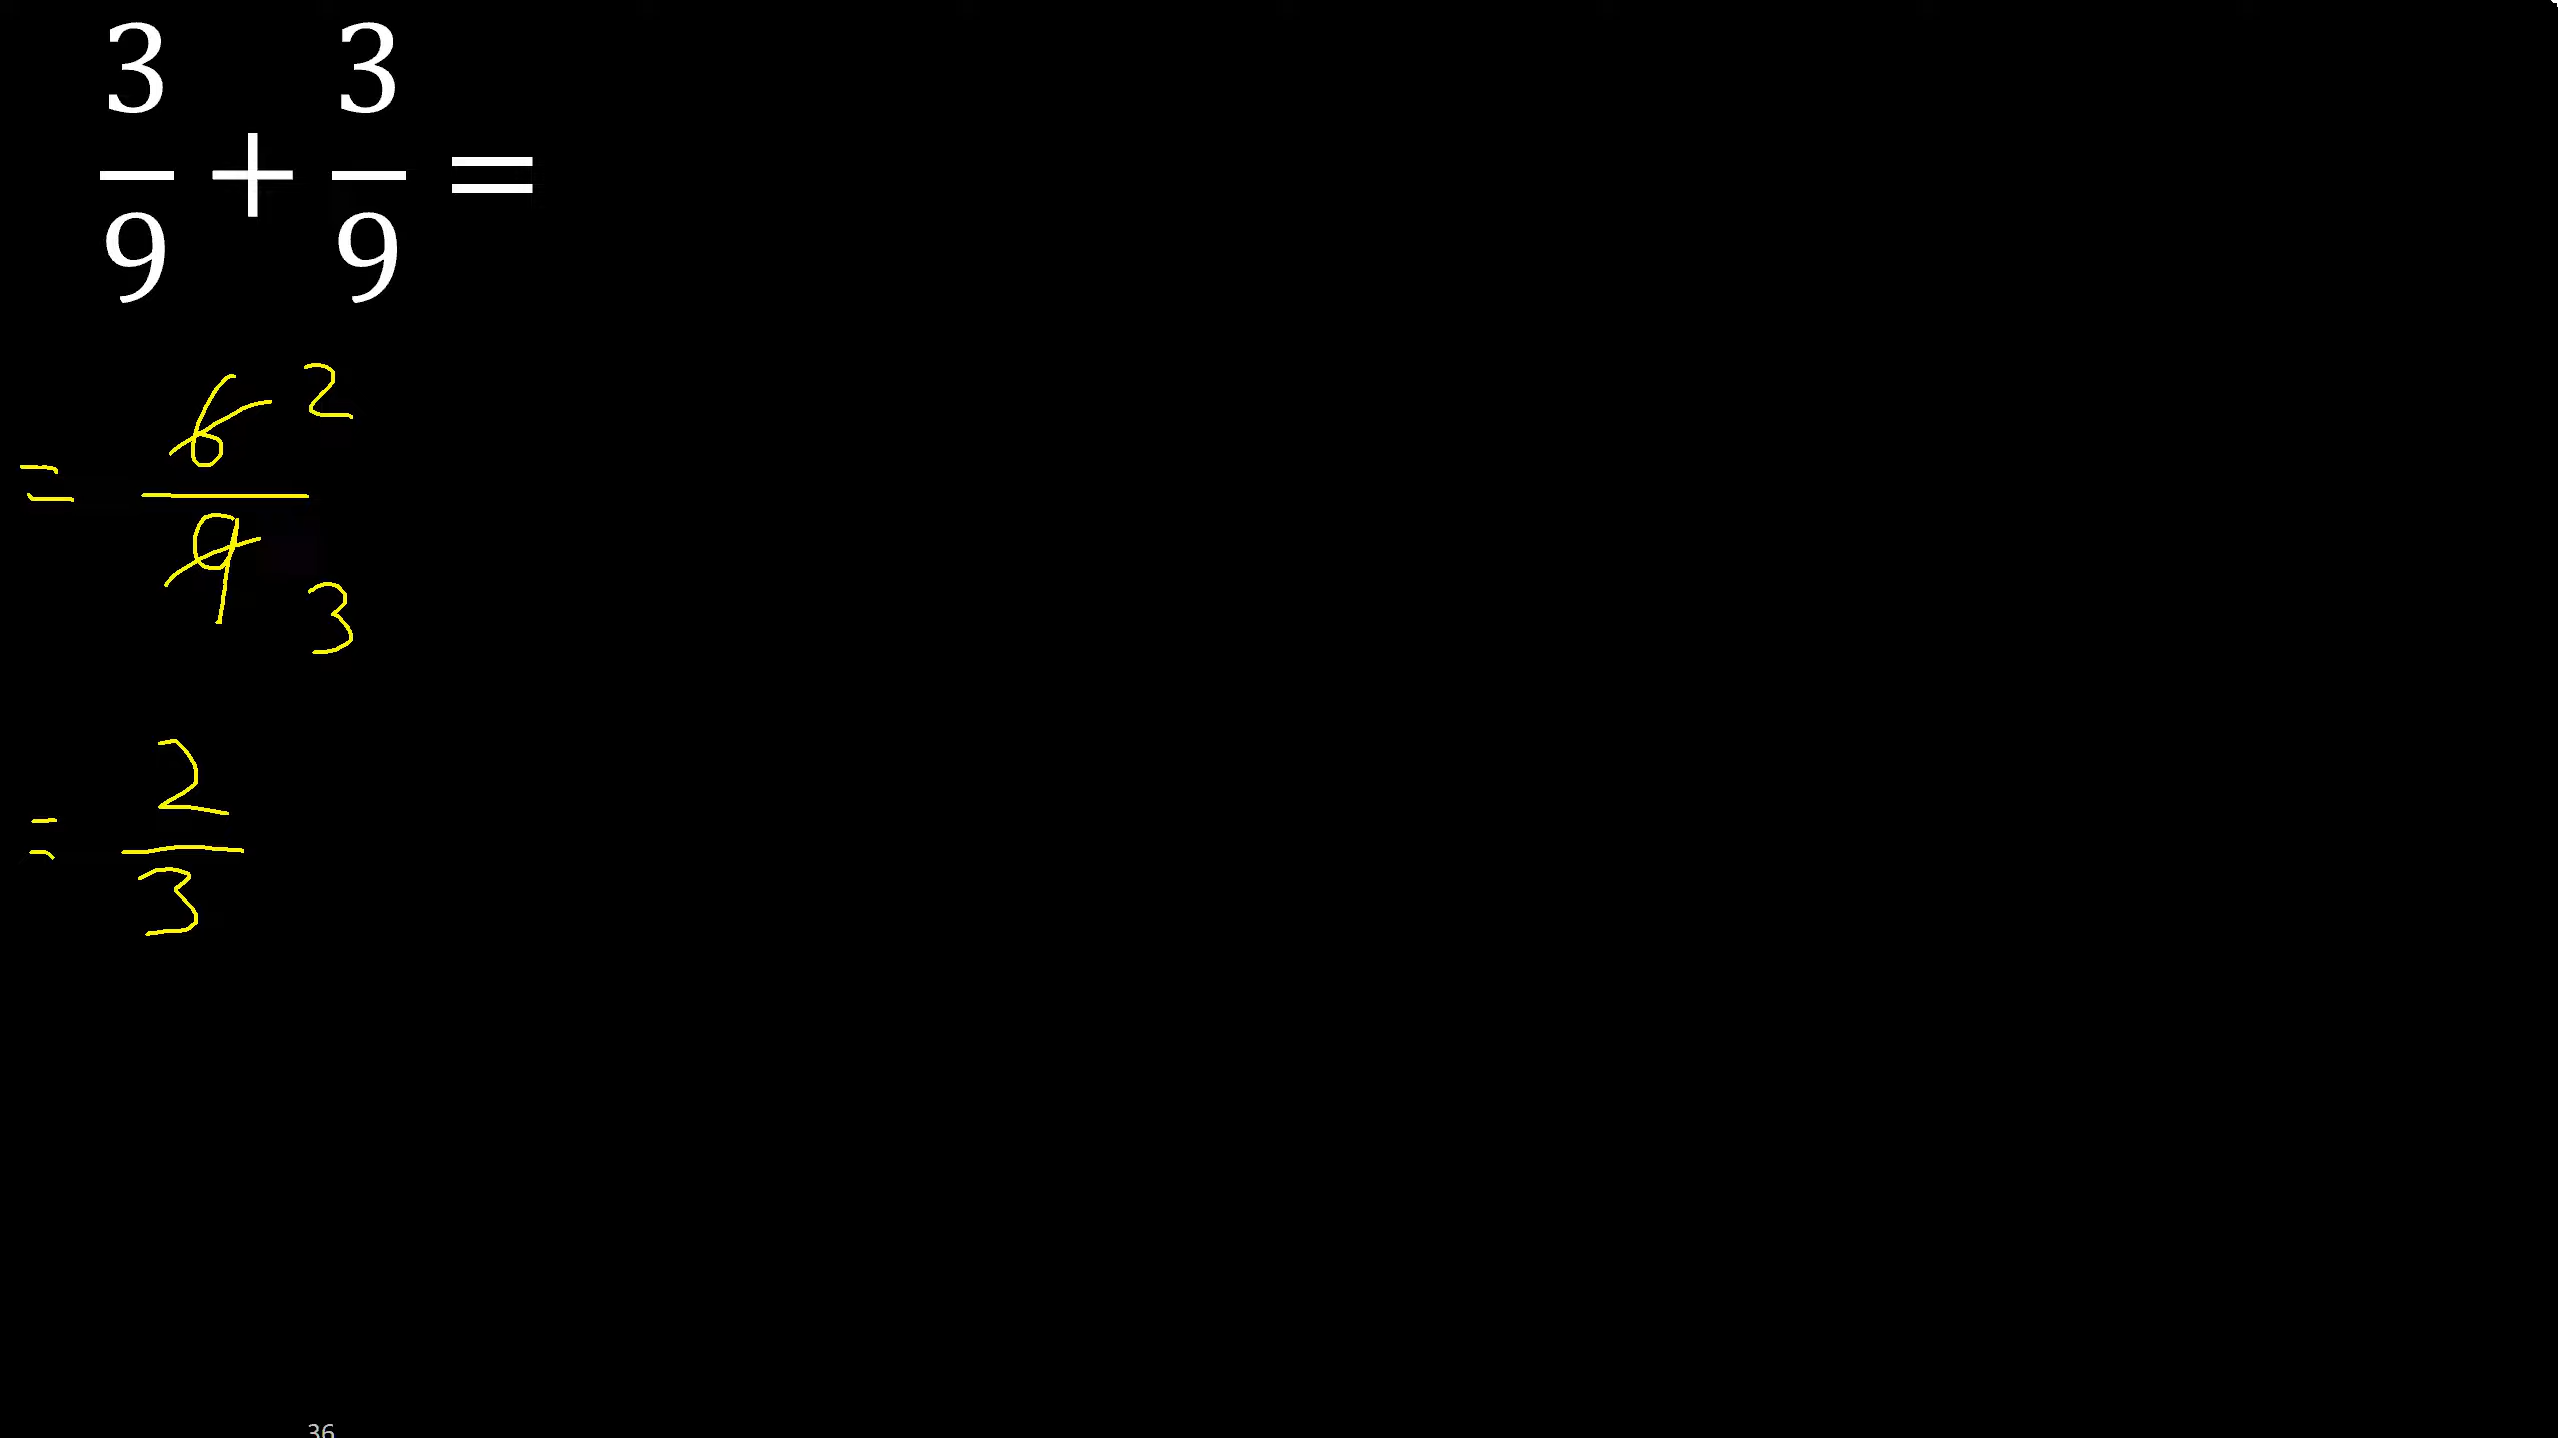 3/9 + 3/9 =
= 6/9 2 3
= 2/3
36